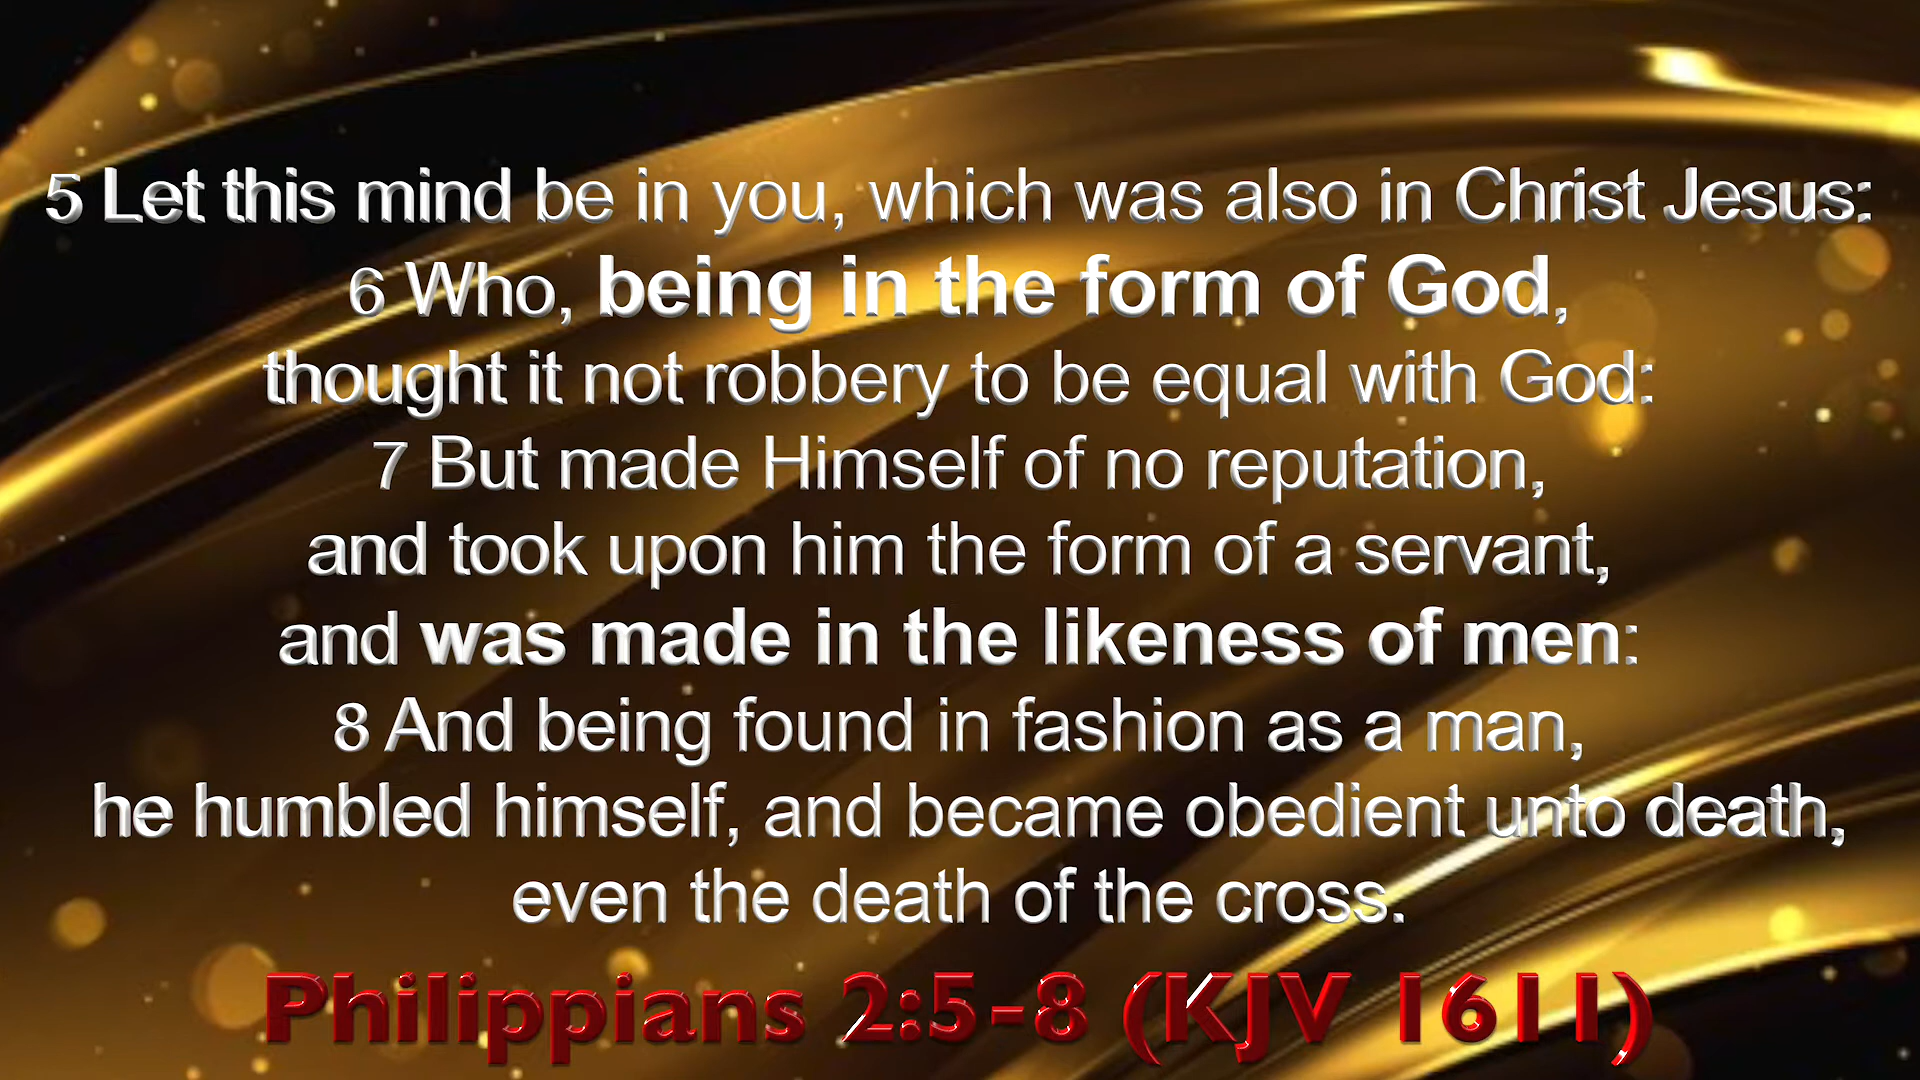 5 Let this mind be in you, which was also in Christ Jesus:
6 Who, being in the form of God,
thought it not robbery to be equal with God:
7 But made Himself of no reputation,
and took upon him the form of a servant,
and was made in the likeness of men:
8 And being found in fashion as a man,
he humbled himself, and became obedient unto death,
even the death of the cross.
Philippians 2:5-8 (KJV 1611)